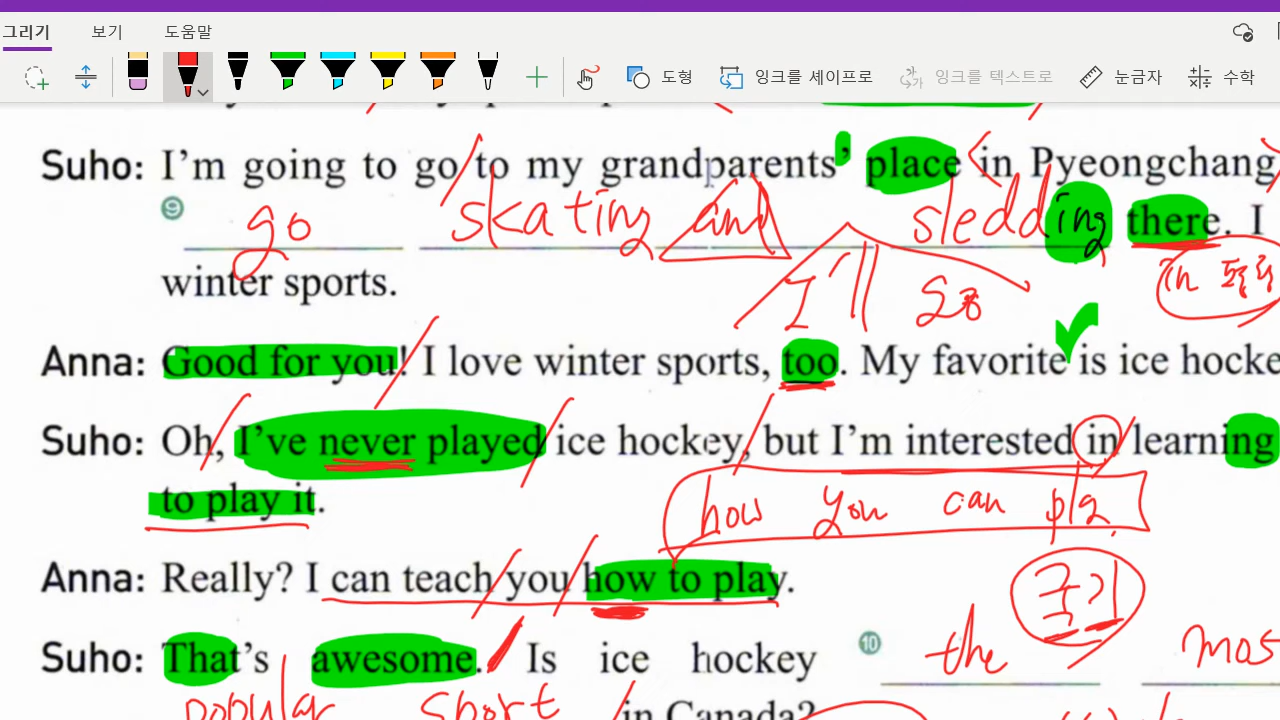 그리기 보기 도움말
도형 잉크를 셰이프로 잉크를 텍스트로 눈금자 수학
Suho: I'm going to go to my grandparents' place in Pyeongchang
9 go skating and sledding there. I
I'll
in
winter sports.
Anna: Good for you! I love winter sports, too. My favorite is ice hocke
Suho: Oh, I've never played ice hockey, but I'm interested in learning
to play it.
how you can
Anna: Really? I can teach you how to play.
Suho: That's awesome. Is ice hockey 10 the mos
popular sport in Canada?